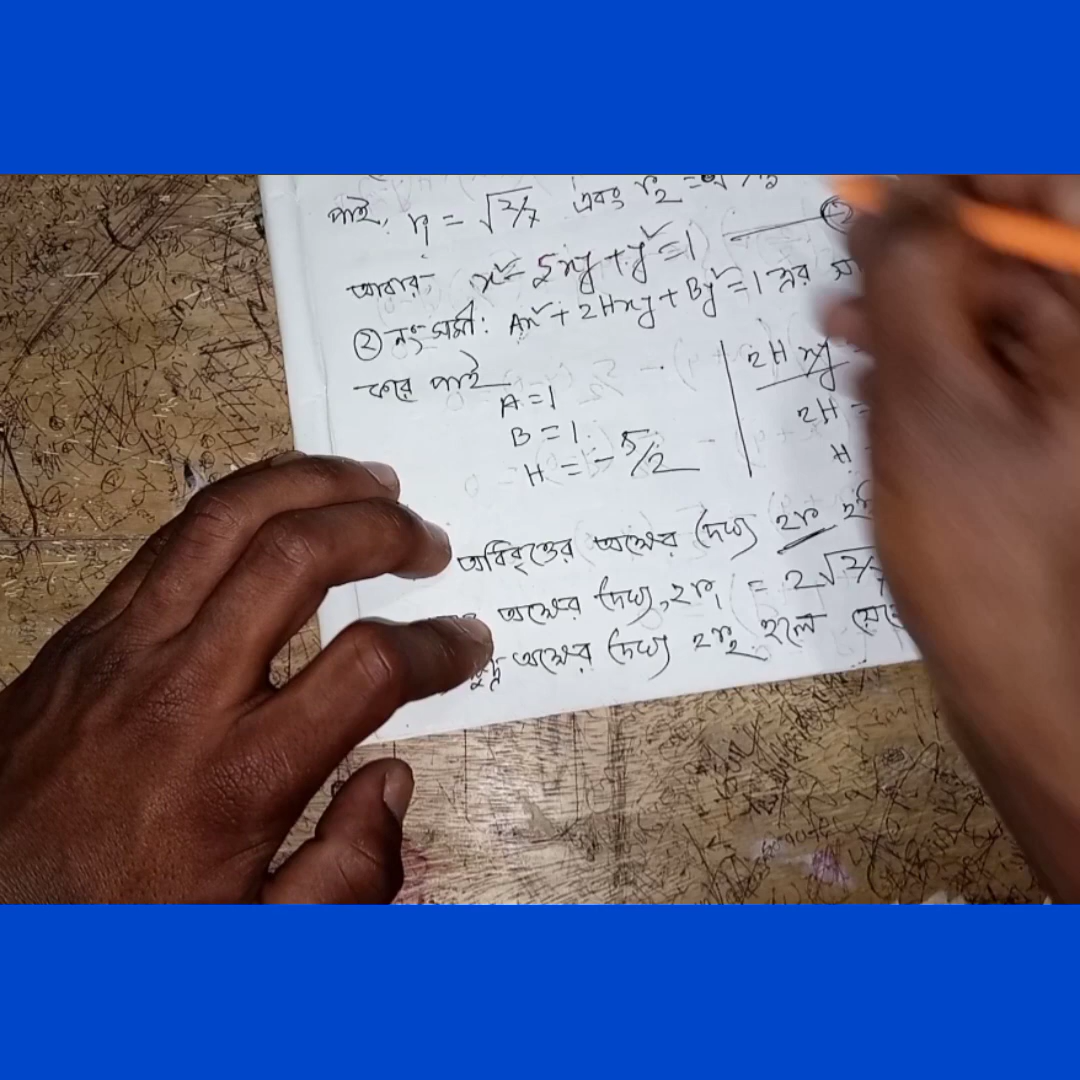 পাই, r₁ = √2/7 এবং r₂ =
আবার, x² - 5xy + y² = 1
② নং সমী: Ax² + 2Hxy + By² = 1 এর
করে পাই
A = 1
B = 1
H = - 5/2
2H xy
2H =
H
অধিবৃত্তের অক্ষের দৈর্ঘ্য 2r
অক্ষের দৈর্ঘ্য, 2r₁ = 2√2/7
অক্ষের দৈর্ঘ্য 2r₂ হলে